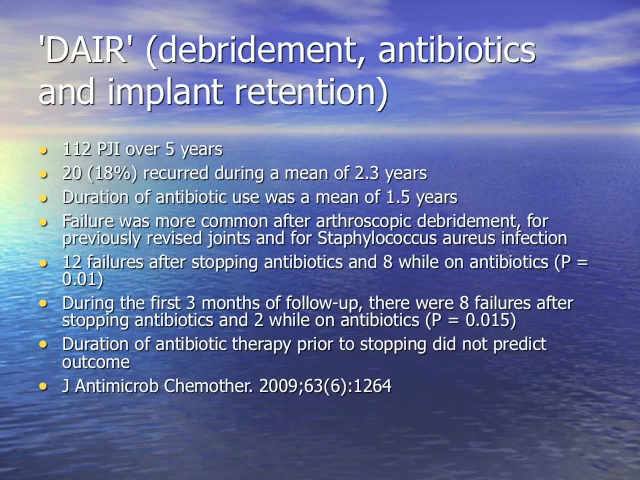 'DAIR' (debridement, antibiotics
and implant retention)
• 112 PJI over 5 years
• 20 (18%) recurred during a mean of 2.3 years
• Duration of antibiotic use was a mean of 1.5 years
• Failure was more common after arthroscopic debridement, for
previously revised joints and for Staphylococcus aureus infection
• 12 failures after stopping antibiotics and 8 while on antibiotics (P =
0.01)
• During the first 3 months of follow-up, there were 8 failures after
stopping antibiotics and 2 while on antibiotics (P = 0.015)
• Duration of antibiotic therapy prior to stopping did not predict
outcome
• J Antimicrob Chemother. 2009;63(6):1264